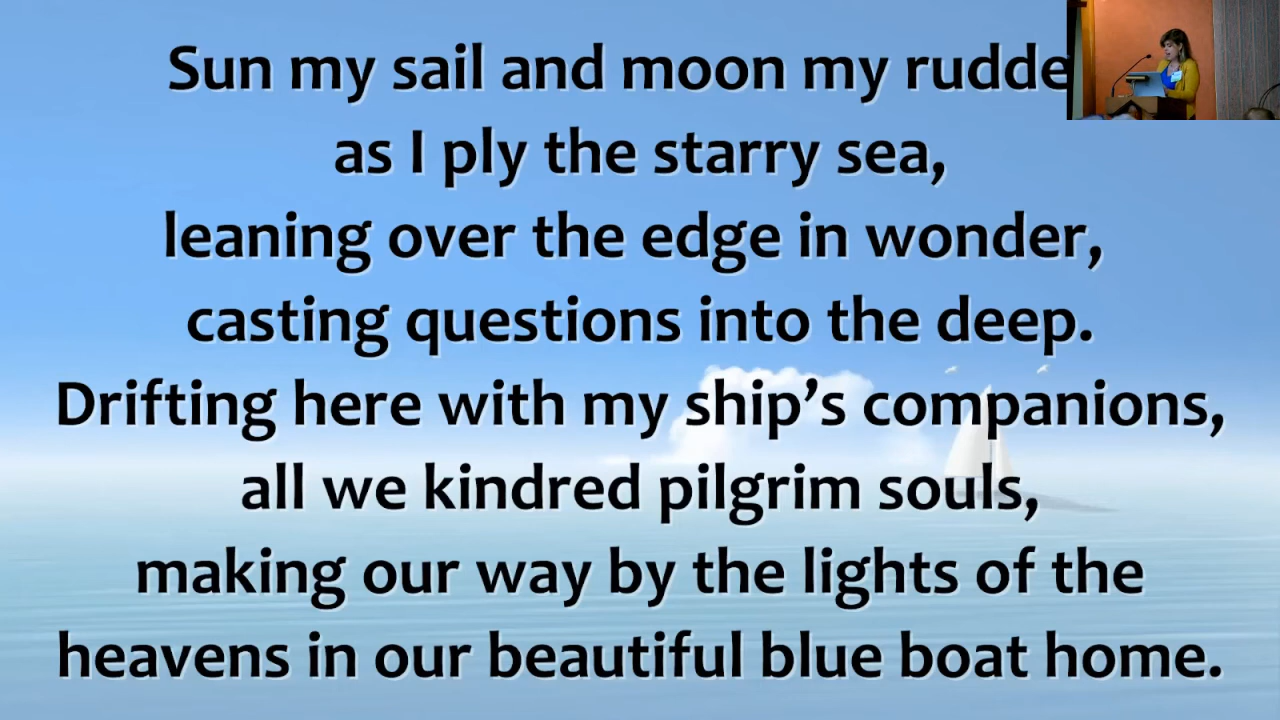 Sun my sail and moon my rudde
as I ply the starry sea,
leaning over the edge in wonder,
casting questions into the deep.
Drifting here with my ship's companions,
all we kindred pilgrim souls,
making our way by the lights of the
heavens in our beautiful blue boat home.